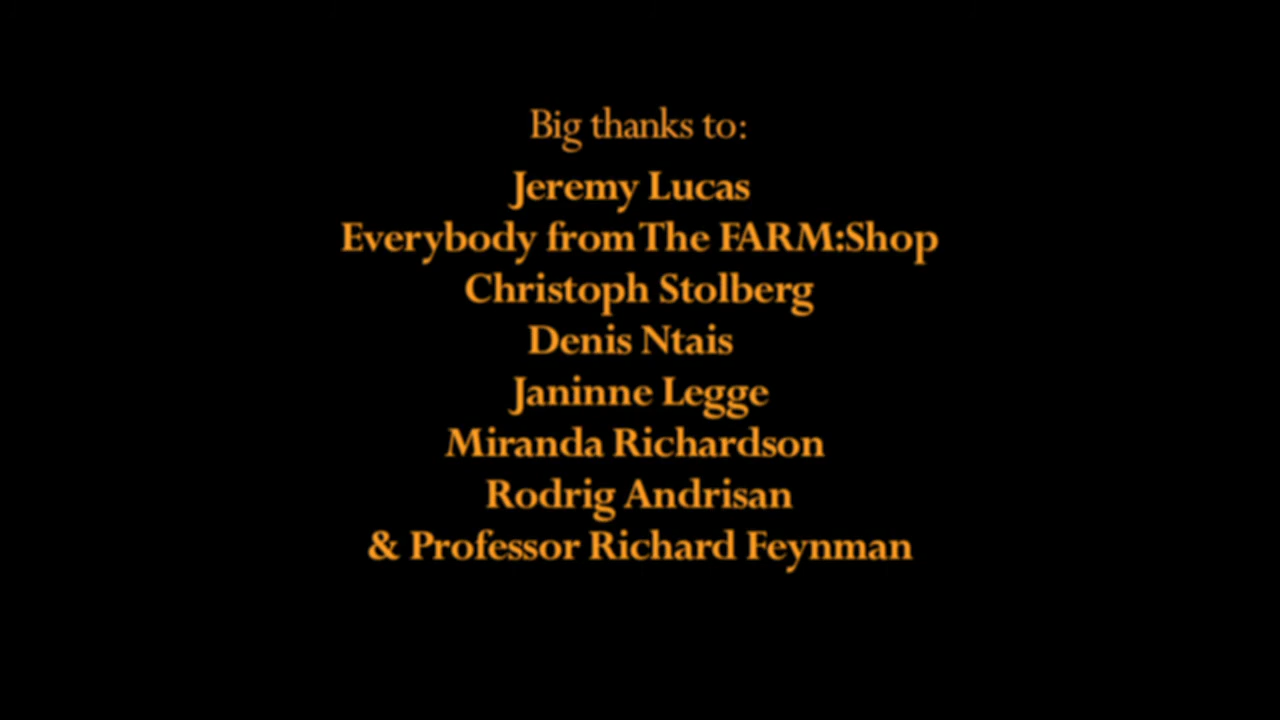 Big thanks to:
Jeremy Lucas
Everybody from The FARM:Shop
Christoph Stolberg
Denis Ntais
Janinne Legge
Miranda Richardson
Rodrig Andrisan
& Professor Richard Feynman